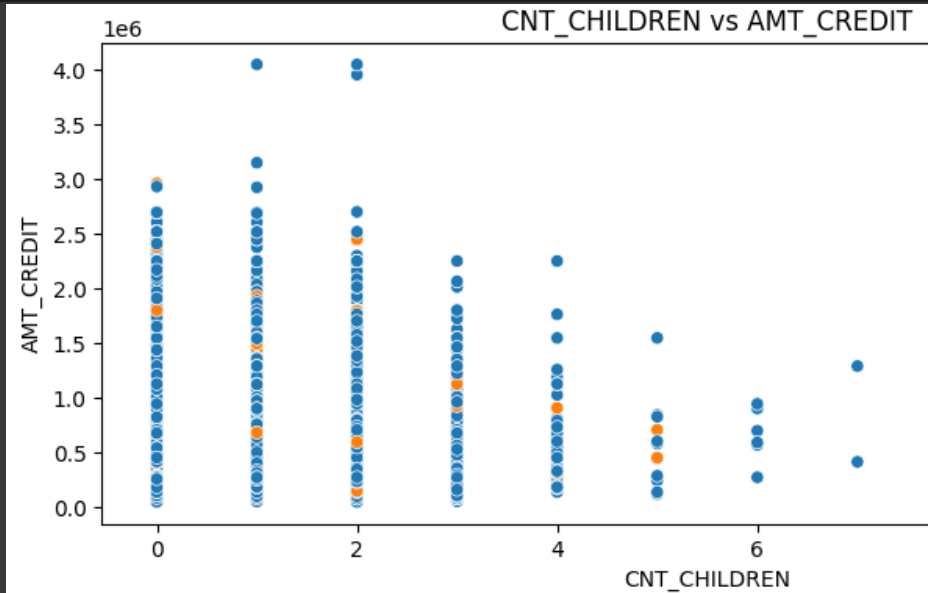 CNT_CHILDREN vs AMT_CREDIT
1e6
4.0
3.5
3.0
2.5
2.0
1.5
1.0
0.5
0.0
AMT_CREDIT
0 2 4 6
CNT_CHILDREN